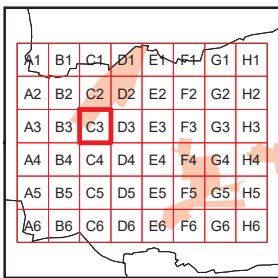 A1 B1 C1 D1 E1 F1 G1 H1
A2 B2 C2 D2 E2 F2 G2 H2
A3 B3 C3 D3 E3 F3 G3 H3
A4 B4 C4 D4 E4 F4 G4 H4
A5 B5 C5 D5 E5 F5 G5 H5
A6 B6 C6 D6 E6 F6 G6 H6